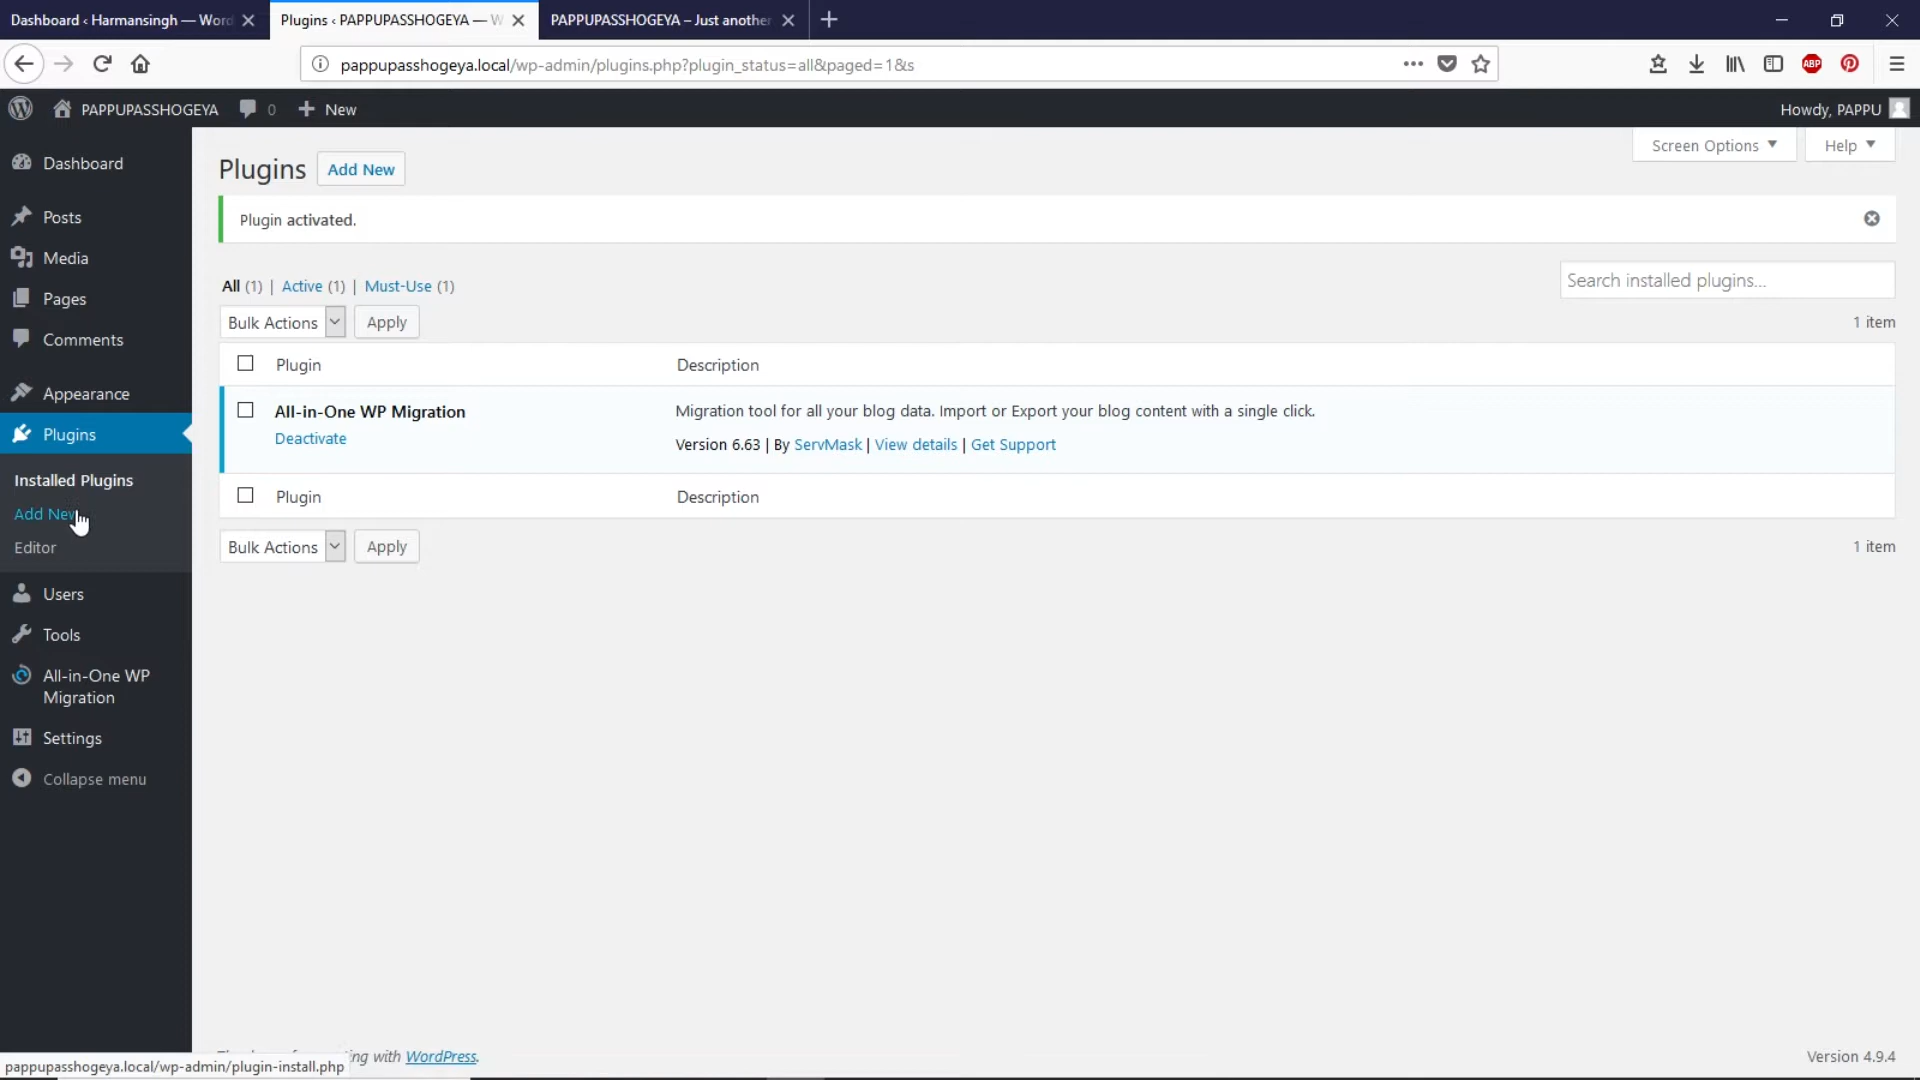 Dashboard ‹ Harmansingh — Word
Plugins ‹ PAPPUPASSHOGEYA — W
PAPPUPASSHOGEYA – Just another
pappupasshogeya.local/wp-admin/plugins.php?plugin_status=all&paged=1&s
ABP
PAPPUPASSHOGEYA
0
New
Howdy, PAPPU
Screen Options
Help
Dashboard
Posts
Media
Pages
Comments
Appearance
Plugins
Installed Plugins
Add New
Editor
Users
Tools
All-in-One WP
Migration
Settings
Collapse menu
Plugins
Add New
Plugin activated.
All (1) | Active (1) | Must-Use (1)
Search installed plugins...
Bulk Actions
Apply
1 item
Plugin
Description
All-in-One WP Migration
Deactivate
Migration tool for all your blog data. Import or Export your blog content with a single click.
Version 6.63 | By ServMask | View details | Get Support
Plugin
Description
Bulk Actions
Apply
1 item
ing with WordPress.
Version 4.9.4
pappupasshogeya.local/wp-admin/plugin-install.php